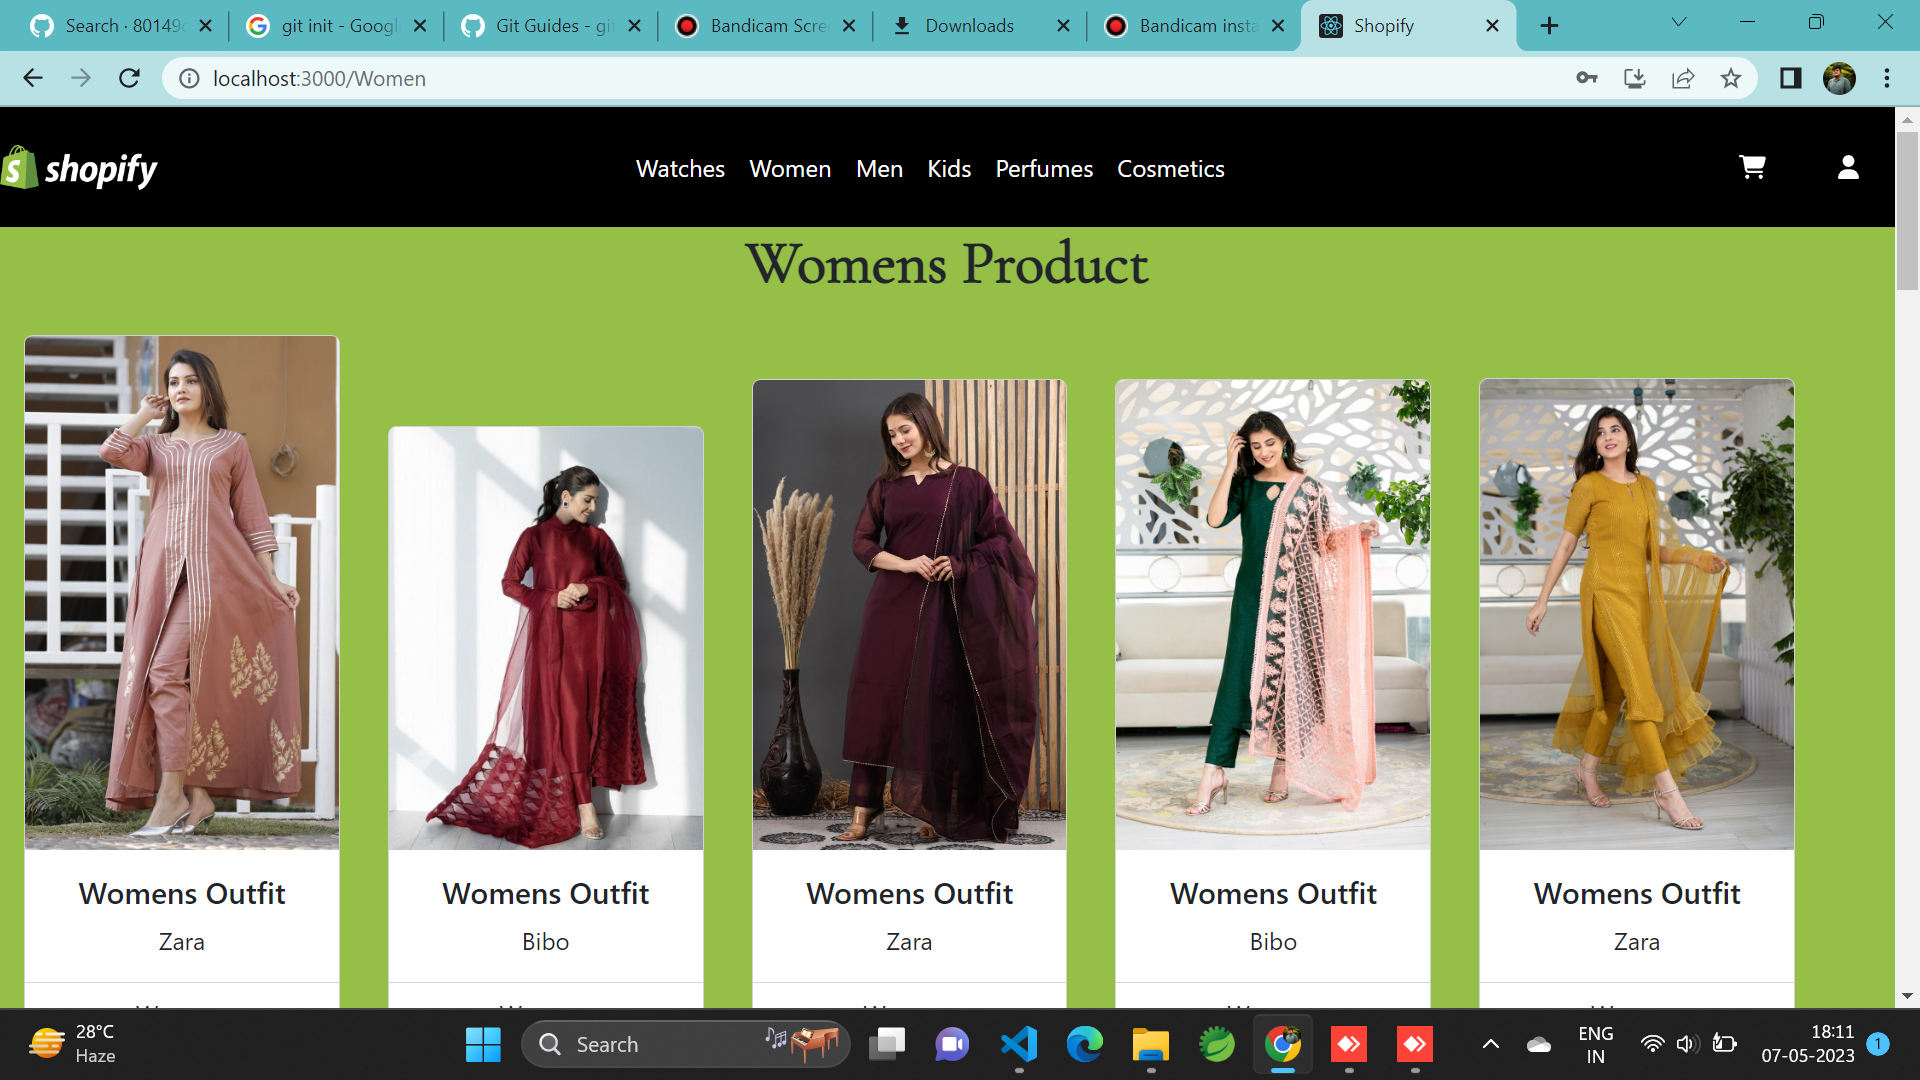 Search · 80149
git init - Googl
Git Guides - gi
Bandicam Scre
Downloads
Bandicam insta
Shopify
localhost:3000/Women
shopify
Watches Women Men Kids Perfumes Cosmetics
Womens Product
Womens Outfit
Zara
Womens Outfit
Bibo
Womens Outfit
Zara
Womens Outfit
Bibo
Womens Outfit
Zara
28°C
Haze
Search
ENG
IN
18:11
07-05-2023
1